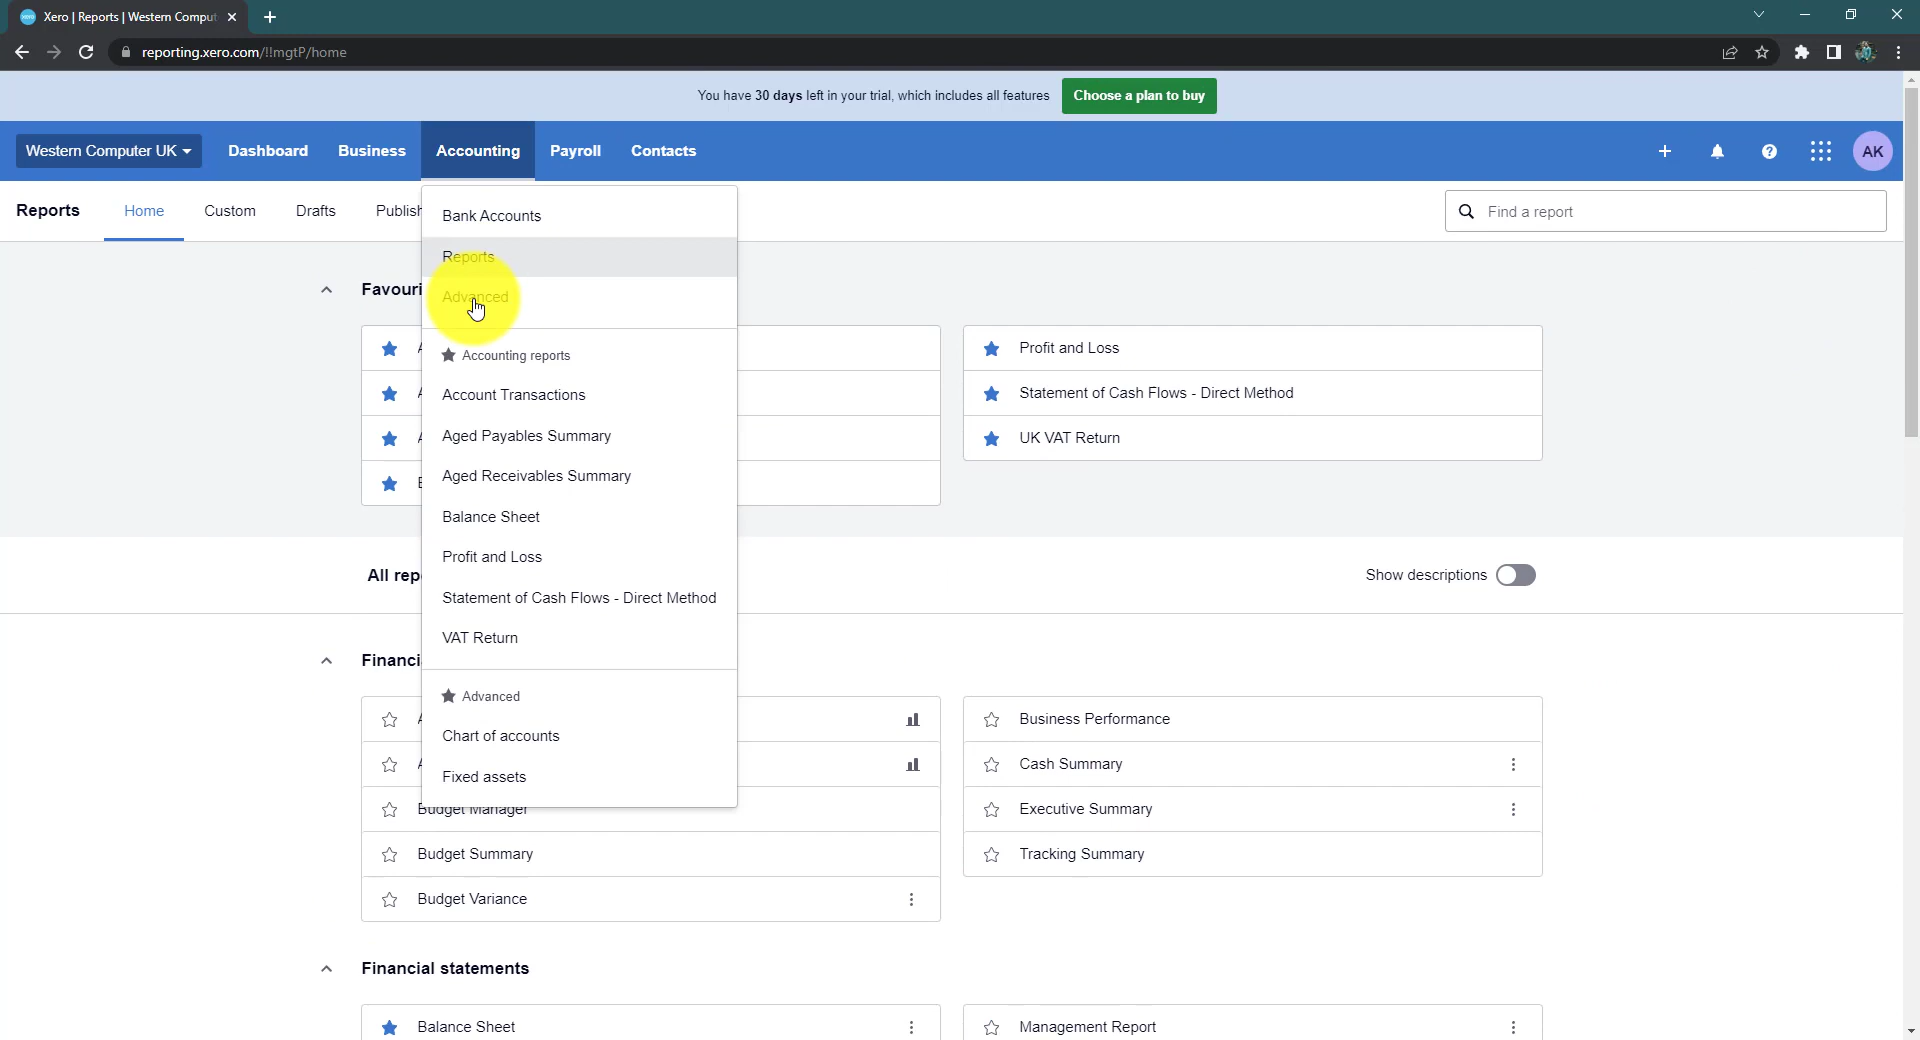 Xero | Reports | Western Comput
reporting.xero.com/!!mgtP/home
You have 30 days left in your trial, which includes all features
Choose a plan to buy
Western Computer UK
Dashboard
Business
Accounting
Payroll
Contacts
AK
Reports
Home
Custom
Drafts
Publish
Find a report
Bank Accounts
Reports
Advanced
Accounting reports
Account Transactions
Aged Payables Summary
Aged Receivables Summary
Balance Sheet
Profit and Loss
Statement of Cash Flows - Direct Method
VAT Return
Advanced
Chart of accounts
Fixed assets
Favouri
Profit and Loss
Statement of Cash Flows - Direct Method
UK VAT Return
All rep
Show descriptions
Financi
Business Performance
Cash Summary
Budget Manager
Executive Summary
Budget Summary
Tracking Summary
Budget Variance
Financial statements
Balance Sheet
Management Report